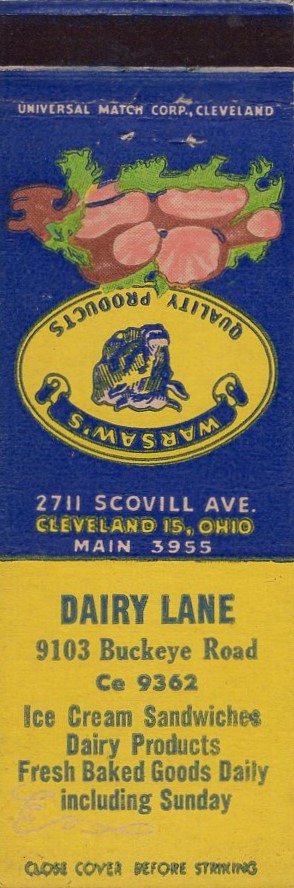 UNIVERSAL MATCH CORP., CLEVELAND
QUALITY PRODUCTS
WARSAW'S
2711 SCOVILL AVE.
CLEVELAND 15, OHIO
MAIN 3955
DAIRY LANE
9103 Buckeye Road
Ce 9362
Ice Cream Sandwiches
Dairy Products
Fresh Baked Goods Daily
including Sunday
CLOSE COVER BEFORE STRIKING